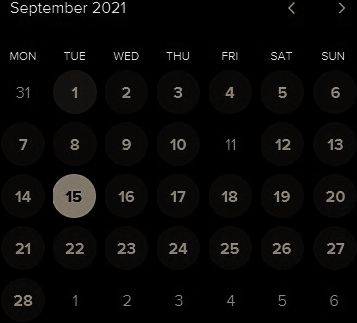 September 2021
MON TUE WED THU FRI SAT SUN
31 1 2 3 4 5 6
7 8 9 10 11 12 13
14 15 16 17 18 19 20
21 22 23 24 25 26 27
28 1 2 3 4 5 6